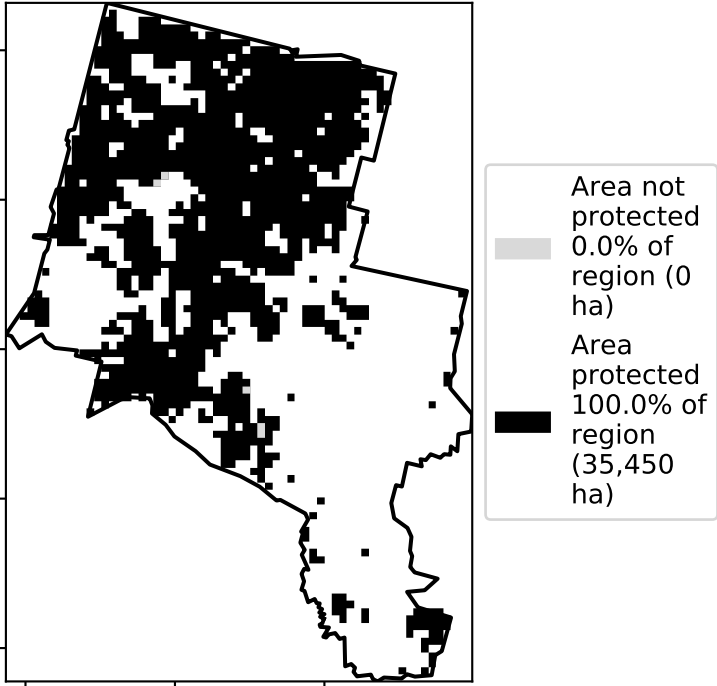 Area not
protected
0.0% of
region (0
ha)
Area
protected
100.0% of
region
(35,450
ha)